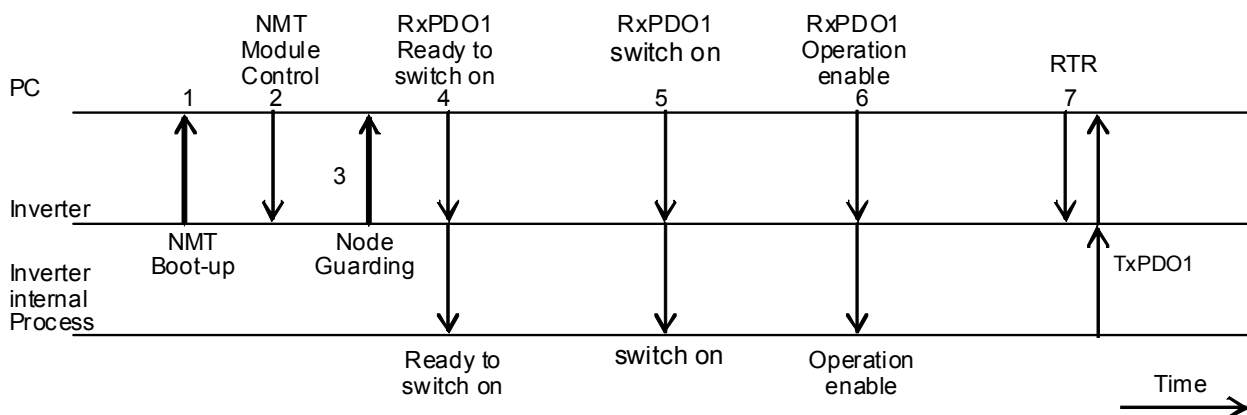 NMT
Module
Control
RxPDO1
Ready to
switch on
RxPDO1
switch on
RxPDO1
Operation
enable
RTR
PC
1
2
4
5
6
7
3
Inverter
NMT
Boot-up
Node
Guarding
Inverter
internal
Process
TxPDO1
Ready to
switch on
switch on
Operation
enable
Time